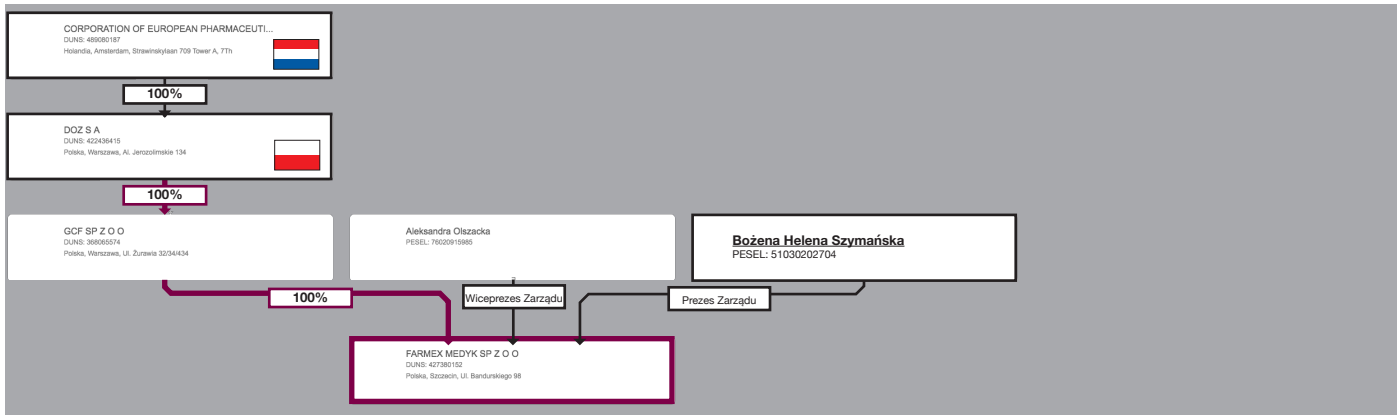 CORPORATION OF EUROPEAN PHARMACEUTI...
DUNS: 489080187
Holandia, Amsterdam, Strawinskylaan 709 Tower A, 7Th
100%
DOZ S A
DUNS: 422436415
Polska, Warszawa, Al. Jerozolimskie 134
100%
GCF SP Z O O
DUNS: 368065574
Polska, Warszawa, Ul. Żurawia 32/34/434
Aleksandra Olszacka
PESEL: 76020915985
Bożena Helena Szymańska
PESEL: 51030202704
100%
Wiceprezes Zarządu
Prezes Zarządu
FARMEX MEDYK SP Z O O
DUNS: 427380152
Polska, Szczecin, Ul. Bandurskiego 98